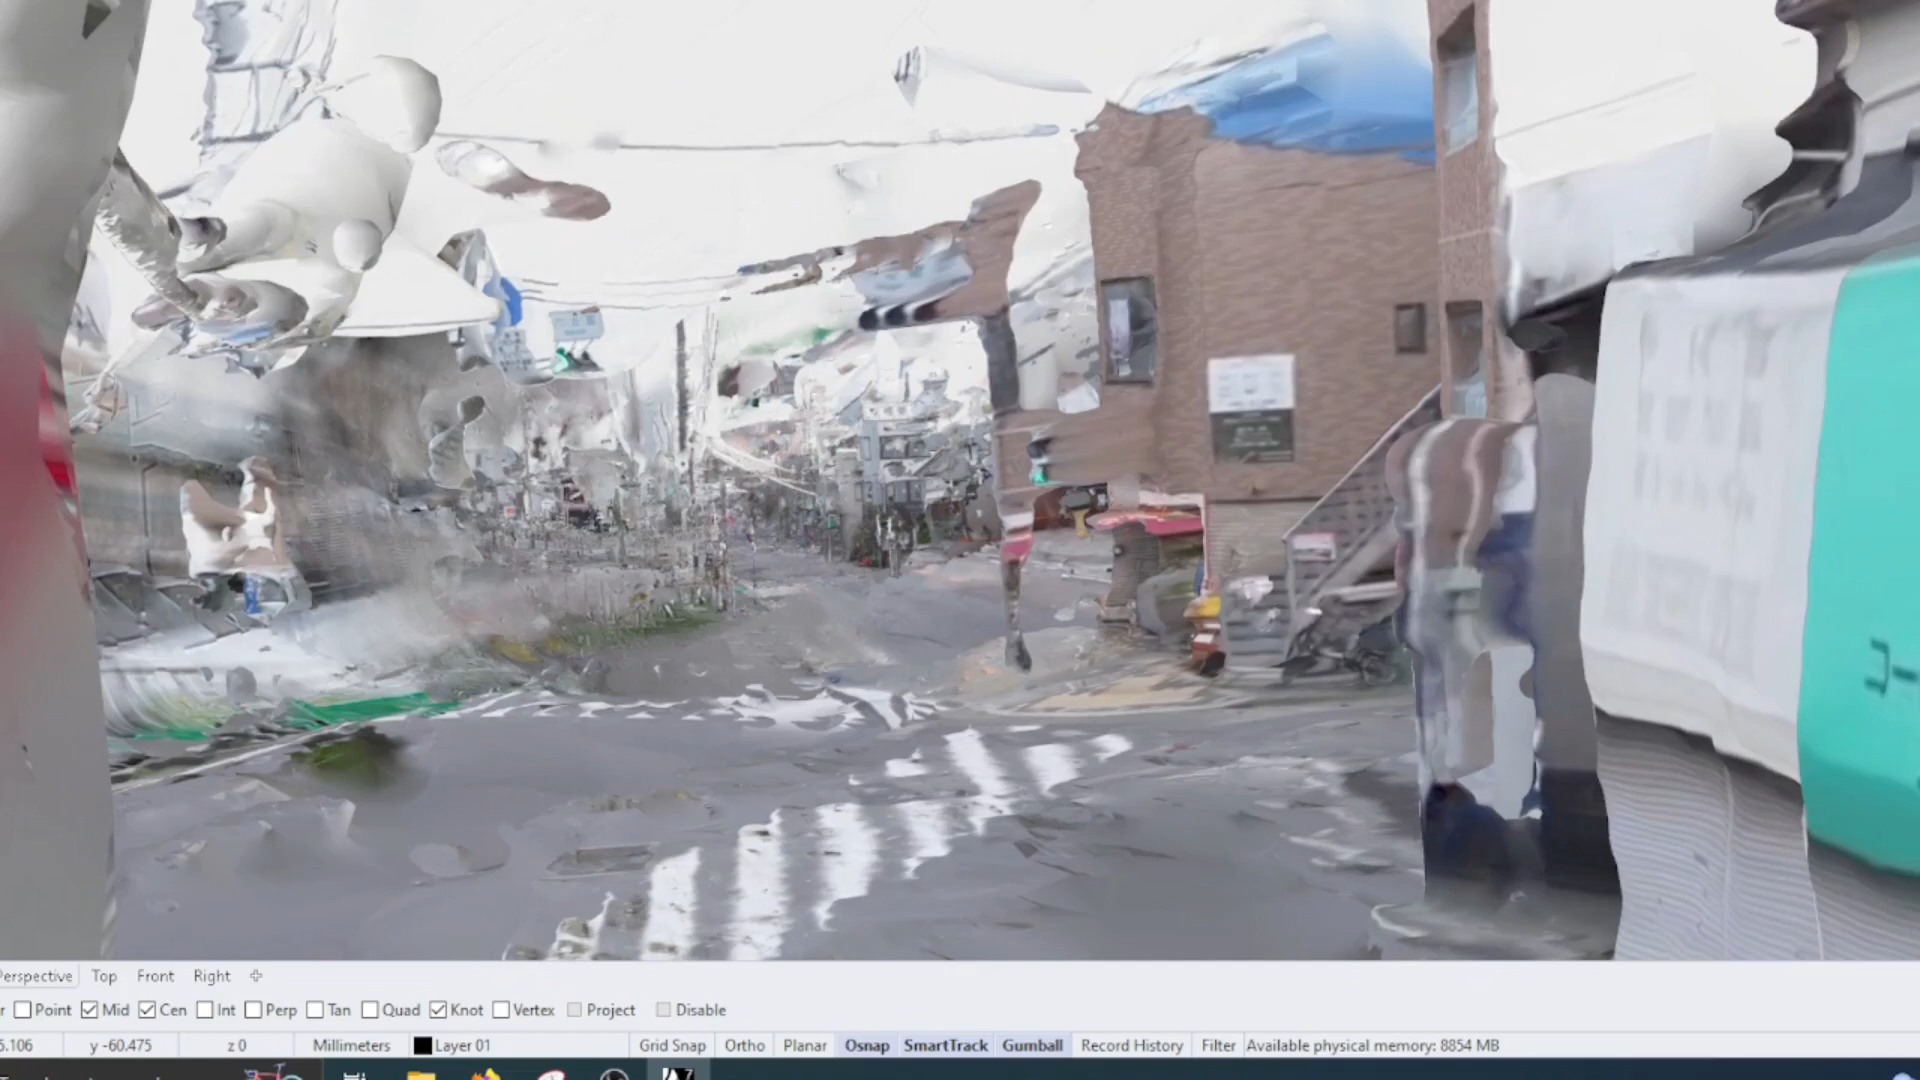 Perspective Top Front Right
Point Mid Cen Int Perp Tan Quad Knot Vertex Project Disable
5.106 y -60.475 z 0 Millimeters Layer 01 Grid Snap Ortho Planar Osnap SmartTrack Gumball Record History Filter Available physical memory: 8854 MB